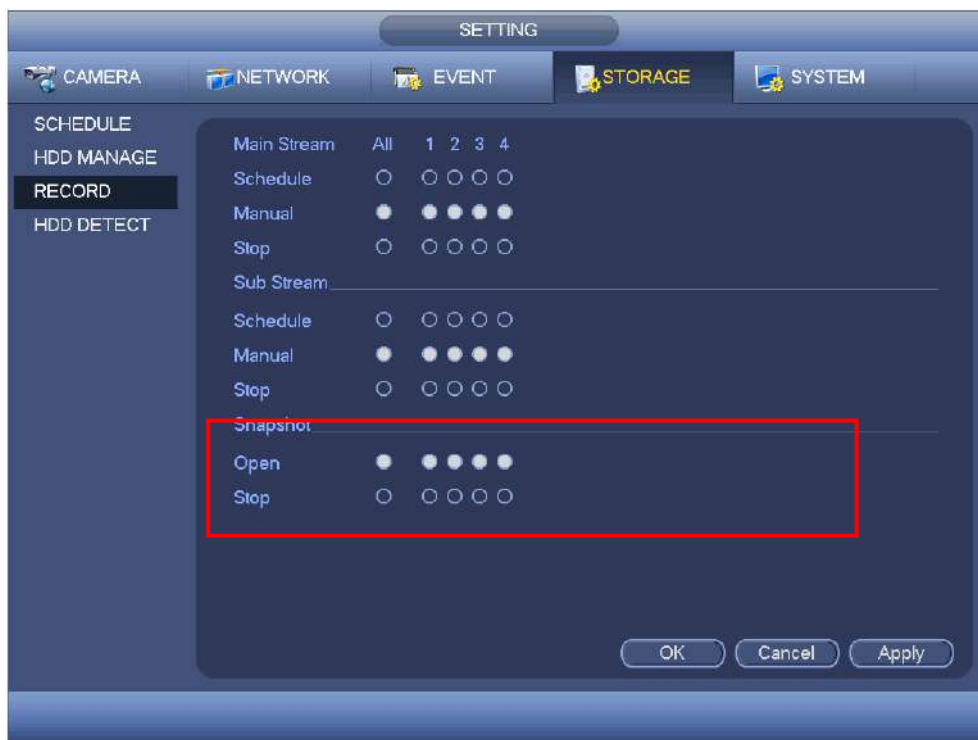 SETTING
CAMERA NETWORK EVENT STORAGE SYSTEM
SCHEDULE
HDD MANAGE
RECORD
HDD DETECT
Main Stream All 1 2 3 4
Schedule
Manual
Stop
Sub Stream
Schedule
Manual
Stop
Snapshot
Open
Stop
OK Cancel Apply